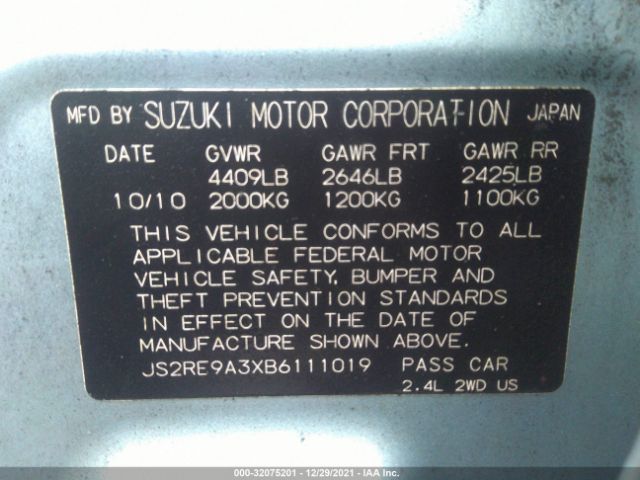 MFD BY SUZUKI MOTOR CORPORATION JAPAN
DATE GVWR GAWR FRT GAWR RR
4409LB 2646LB 2425LB
10/10 2000KG 1200KG 1100KG
THIS VEHICLE CONFORMS TO ALL
APPLICABLE FEDERAL MOTOR
VEHICLE SAFETY, BUMPER AND
THEFT PREVENTION STANDARDS
IN EFFECT ON THE DATE OF
MANUFACTURE SHOWN ABOVE.
JS2RE9A3XB6111019 PASS CAR
2.4L 2WD US
000-32075201 - 12/29/2021 - IAA Inc.